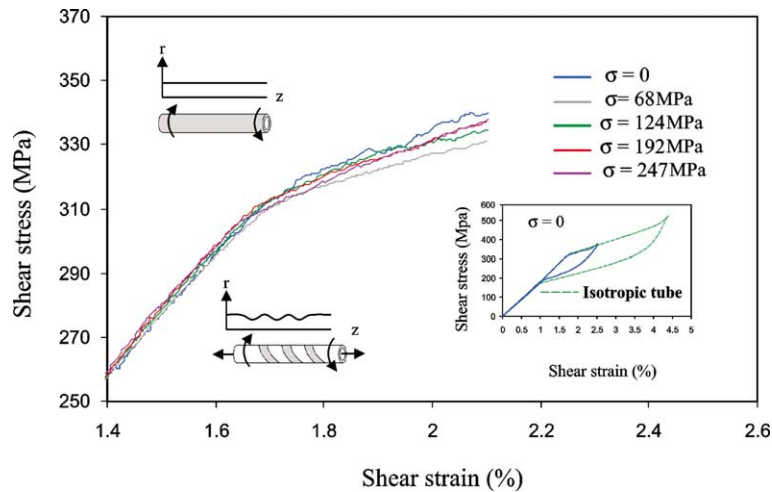 370
350
330
310
290
270
250
Shear stress (MPa)
1.4
1.6
1.8
2
2.2
2.4
2.6
Shear strain (%)
r
z
r
z
σ = 0
σ= 68MPa
σ = 124MPa
σ = 192MPa
σ = 247MPa
σ = 0
Shear stress (Mpa)
600
500
400
300
200
100
0
Isotropic tube
0 0.5 1 1.5 2 2.5 3 3.5 4 4.5 5
Shear strain (%)